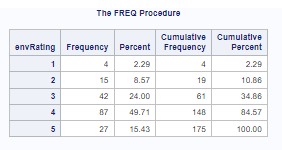 The FREQ Procedure
envRating Frequency Percent Cumulative Frequency Cumulative Percent
1 4 2.29 4 2.29
2 15 8.57 19 10.86
3 42 24.00 61 34.86
4 87 49.71 148 84.57
5 27 15.43 175 100.00